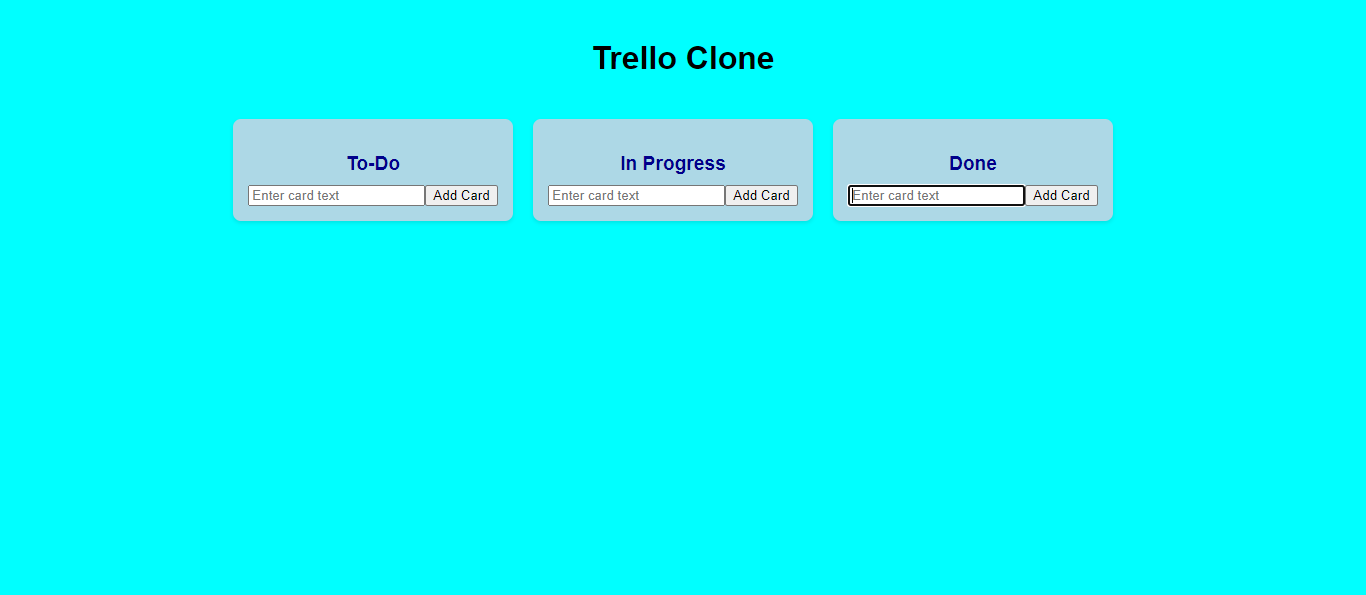 Trello Clone
To-Do
Enter card text Add Card
In Progress
Enter card text Add Card
Done
Enter card text Add Card